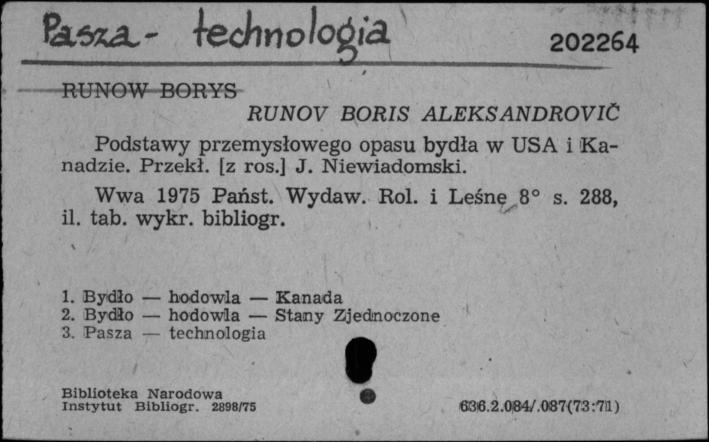 Pasza - technologia
202264
RUNOW BORYS
RUNOV BORIS ALEKSANDROVIČ
Podstawy przemysłowego opasu bydła w USA i Ka-
nadzie. Przekł. [z ros.] J. Niewiadomski.
Wwa 1975 Państ. Wydaw. Rol. i Leśne 8° s. 288,
il. tab. wykr. bibliogr.
1. Bydło — hodowla — Kanada
2. Bydło — hodowla — Stany Zjednoczone
3. Pasza — technologia
Biblioteka Narodowa
Instytut Bibliogr. 2898/75
636.2.084/.087(73:71)